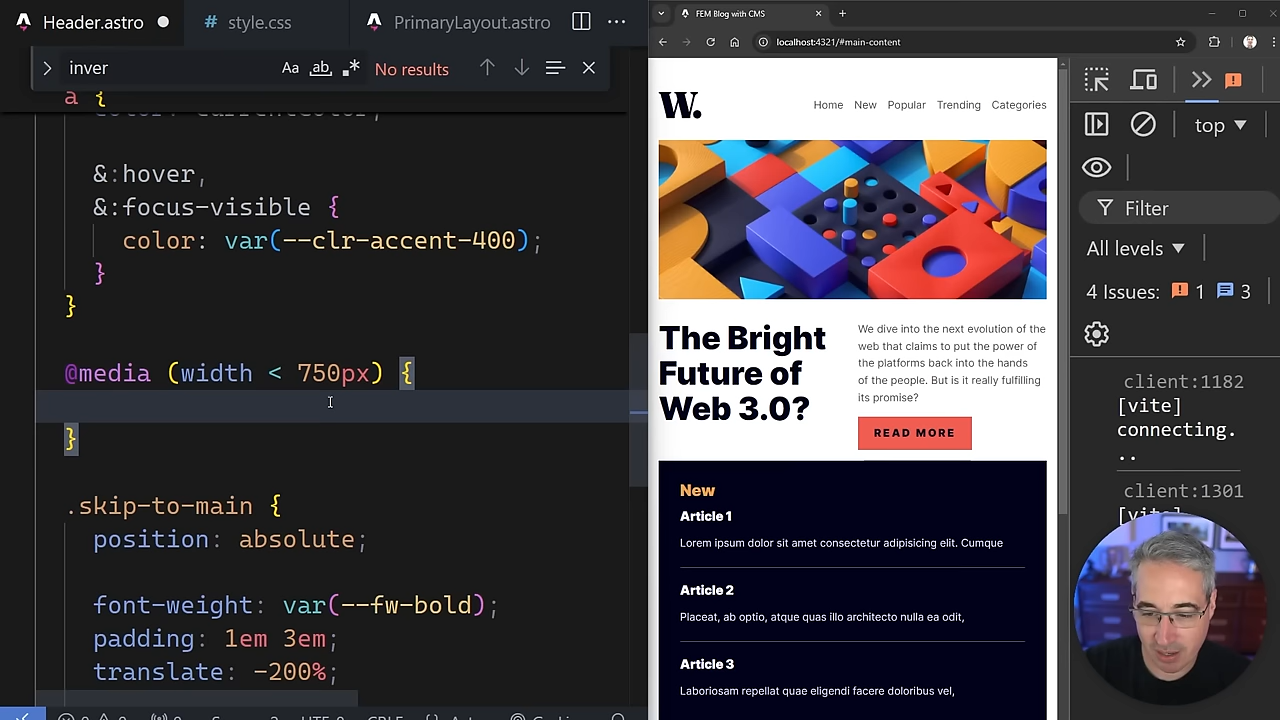 Header.astro
# style.css
PrimaryLayout.astro
inver
Aa ab. .* No results
a {
color: currentColor;
&:hover,
&:focus-visible {
color: var(--clr-accent-400);
}
}
@media (width < 750px) {
}
.skip-to-main {
position: absolute;
font-weight: var(--fw-bold);
padding: 1em 3em;
translate: -200%;
FEM Blog with CMS
localhost:4321/#main-content
W.
Home New Popular Trending Categories
The Bright
Future of
Web 3.0?
We dive into the next evolution of the
web that claims to put the power of
the platforms back into the hands
of the people. But is it really fulfilling
its promise?
READ MORE
New
Article 1
Lorem ipsum dolor sit amet consectetur adipisicing elit. Cumque
Article 2
Placeat, ab optio, atque quas illo architecto nulla ea odit,
Article 3
Laboriosam repellat quae eligendi facere doloribus vel,
top
Filter
All levels
4 Issues: 1 3
client:1182
[vite]
connecting.
..
client:1301
[vite]